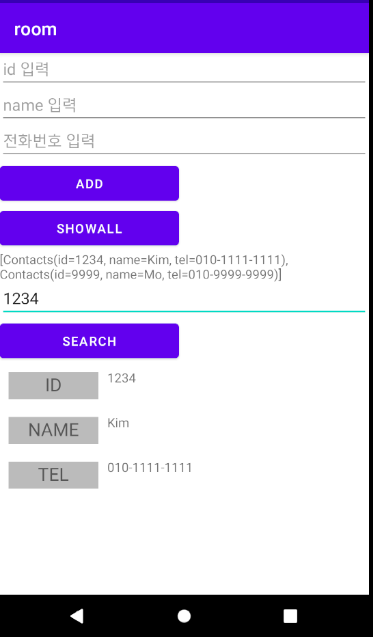 room
id 입력
name 입력
전화번호 입력
ADD
SHOWALL
[Contacts(id=1234, name=Kim, tel=010-1111-1111),
Contacts(id=9999, name=Mo, tel=010-9999-9999)]
1234
SEARCH
ID 1234
NAME Kim
TEL 010-1111-1111